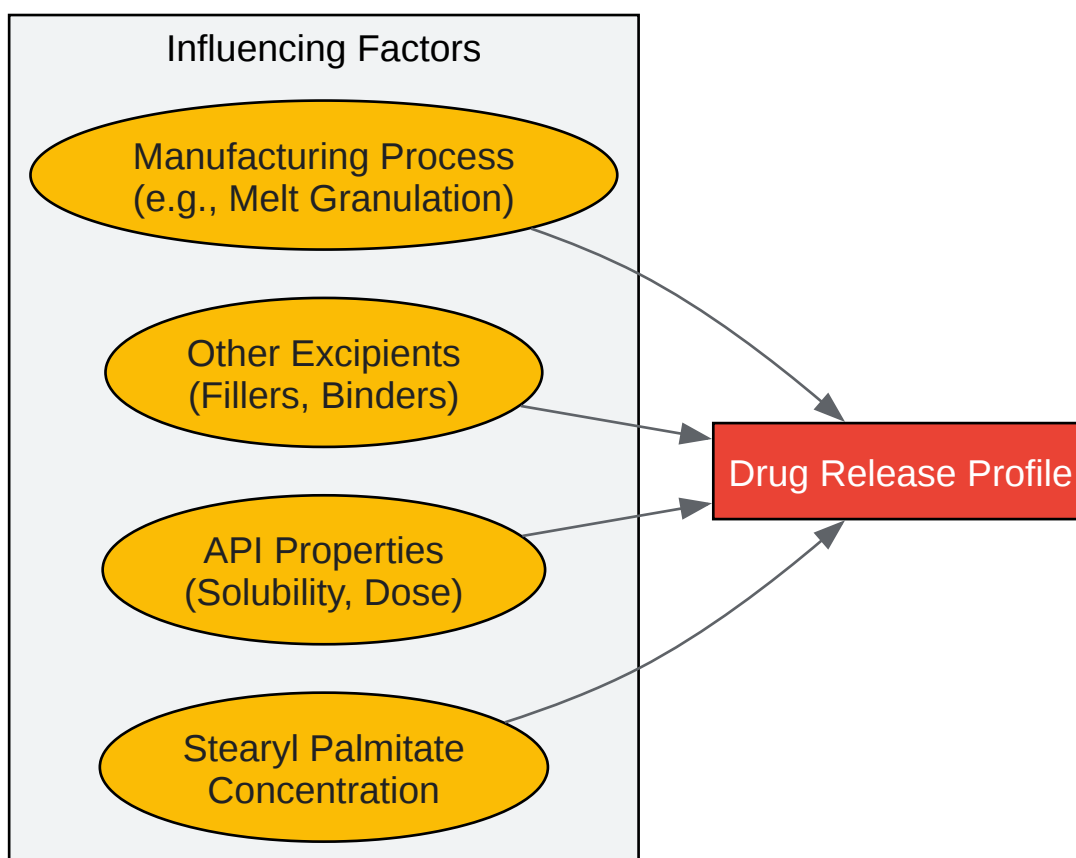 Influencing Factors
Manufacturing Process
(e.g., Melt Granulation)
Other Excipients
(Fillers, Binders)
API Properties
(Solubility, Dose)
Stearyl Palmitate
Concentration
Drug Release Profile